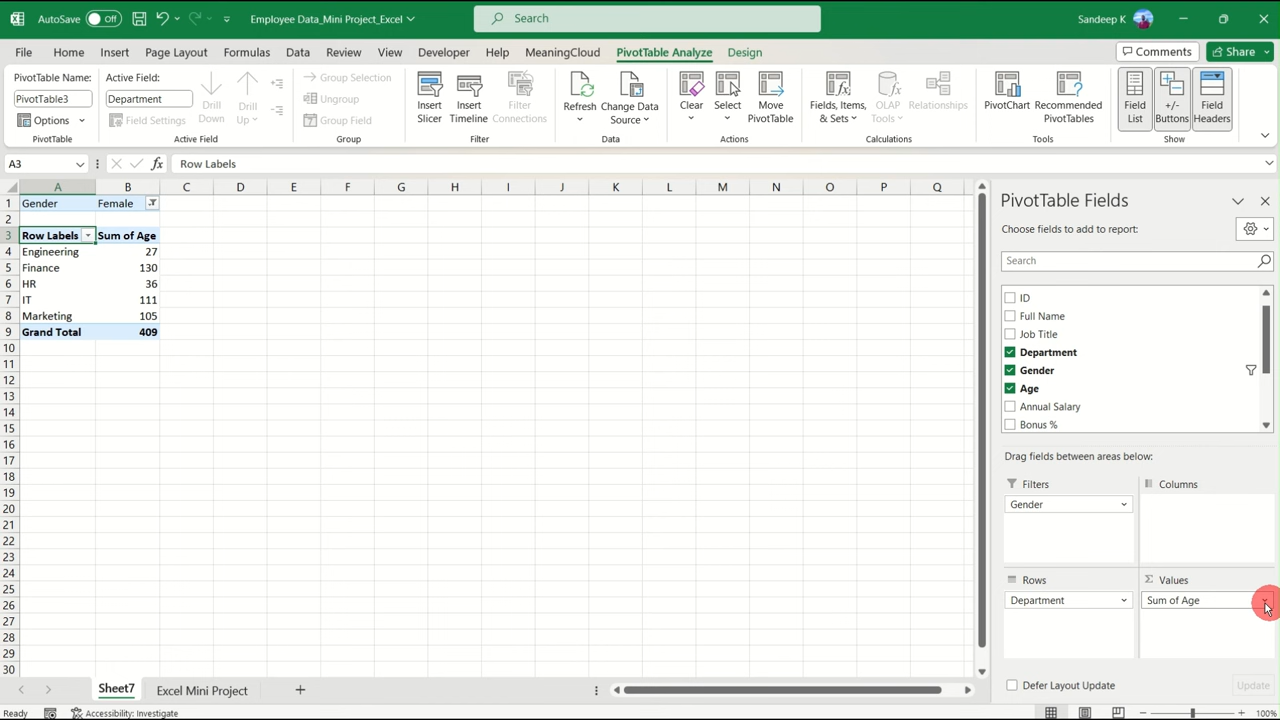 AutoSave Off Employee Data_Mini Project_Excel Search Sandeep K
File Home Insert Page Layout Formulas Data Review View Developer Help MeaningCloud PivotTable Analyze Design Comments Share
PivotTable Name: Active Field: Group Selection
PivotTable3 Department Ungroup
Options Field Settings Drill Down Drill Up Group Field Insert Slicer Insert Timeline Filter Connections Refresh Change Data Source Clear Select Move PivotTable Fields, Items, & Sets OLAP Tools Relationships PivotChart Recommended PivotTables Field List +/- Buttons Field Headers
PivotTable Active Field Group Filter Data Actions Calculations Tools Show
A3 fx Row Labels
A B C D E F G H I J K L M N O P Q
1 Gender Female
2
3 Row Labels Sum of Age
4 Engineering 27
5 Finance 130
6 HR 36
7 IT 111
8 Marketing 105
9 Grand Total 409
10
11
12
13
14
15
16
17
18
19
20
21
22
23
24
25
26
27
28
29
30
PivotTable Fields
Choose fields to add to report:
Search
ID
Full Name
Job Title
Department
Gender
Age
Annual Salary
Bonus %
Drag fields between areas below:
Filters Columns
Gender
Rows Σ Values
Department Sum of Age
Defer Layout Update Update
Sheet7 Excel Mini Project
Ready Accessibility: Investigate 100%